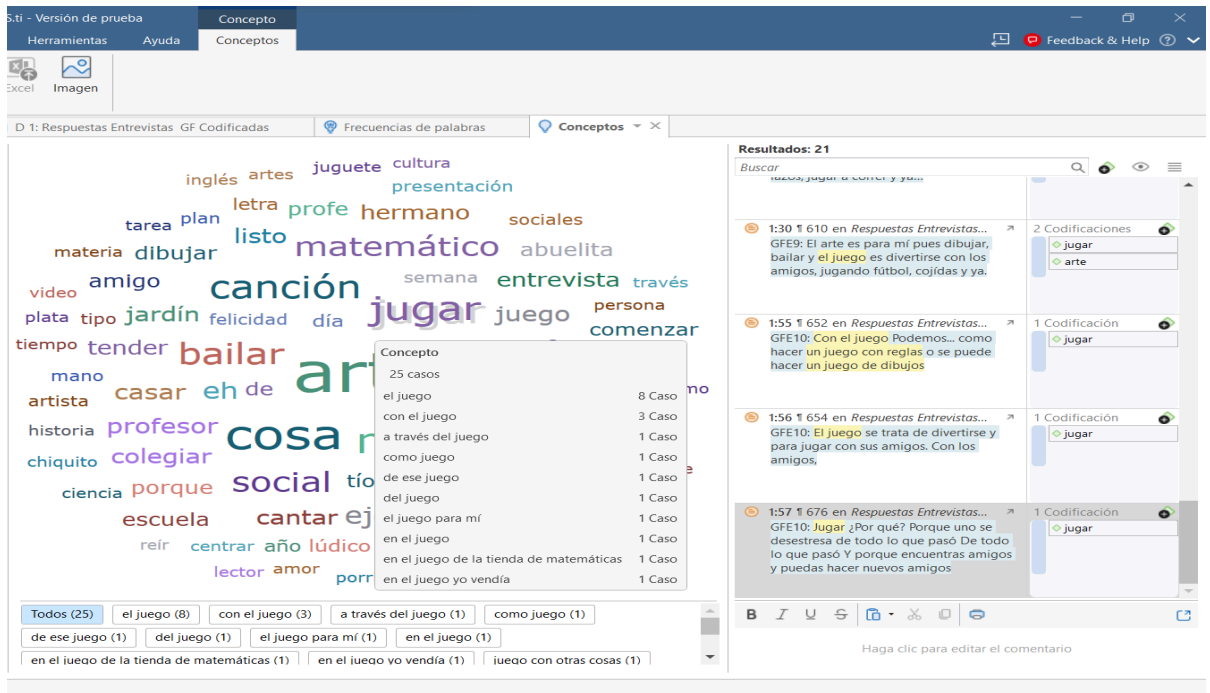 S.ti - Versión de prueba
Concepto
Herramientas Ayuda Conceptos
Feedback & Help
Excel Imagen
D 1: Respuestas Entrevistas GF Codificadas
Frecuencias de palabras
Conceptos
inglés artes juguete cultura
presentación
tarea plan letra profe hermano sociales
materia dibujar listo matemático abuelita
video amigo canción semana entrevista través
plata tipo jardín felicidad día jugar juego persona
comenzar
tiempo tender bailar
mano
artista casar eh de
historia profesor cosa
chiquito colegiar
ciencia porque social tío
escuela cantar
reír centrar año lúdico
lector amor
Concepto
25 casos
el juego 8 Caso
con el juego 3 Caso
a través del juego 1 Caso
como juego 1 Caso
de ese juego 1 Caso
del juego 1 Caso
el juego para mí 1 Caso
en el juego 1 Caso
en el juego de la tienda de matemáticas 1 Caso
en el juego yo vendía 1 Caso
Todos (25) el juego (8) con el juego (3) a través del juego (1) como juego (1)
de ese juego (1) del juego (1) el juego para mí (1) en el juego (1)
en el juego de la tienda de matemáticas (1) en el juego yo vendía (1) juego con otras cosas (1)
Resultados: 21
Buscar
lazos, jugar a correr y ya...
1:30 ¶ 610 en Respuestas Entrevistas...
GFE9: El arte es para mí pues dibujar,
bailar y el juego es divertirse con los
amigos, jugando fútbol, cojídas y ya.
2 Codificaciones
jugar
arte
1:55 ¶ 652 en Respuestas Entrevistas...
GFE10: Con el juego Podemos... como
hacer un juego con reglas o se puede
hacer un juego de dibujos
1 Codificación
jugar
1:56 ¶ 654 en Respuestas Entrevistas...
GFE10: El juego se trata de divertirse y
para jugar con sus amigos. Con los
amigos,
1 Codificación
jugar
1:57 ¶ 676 en Respuestas Entrevistas...
GFE10: Jugar ¿Por qué? Porque uno se
desestresa de todo lo que pasó De todo
lo que pasó Y porque encuentras amigos
y puedas hacer nuevos amigos
1 Codificación
jugar
B I U S
Haga clic para editar el comentario